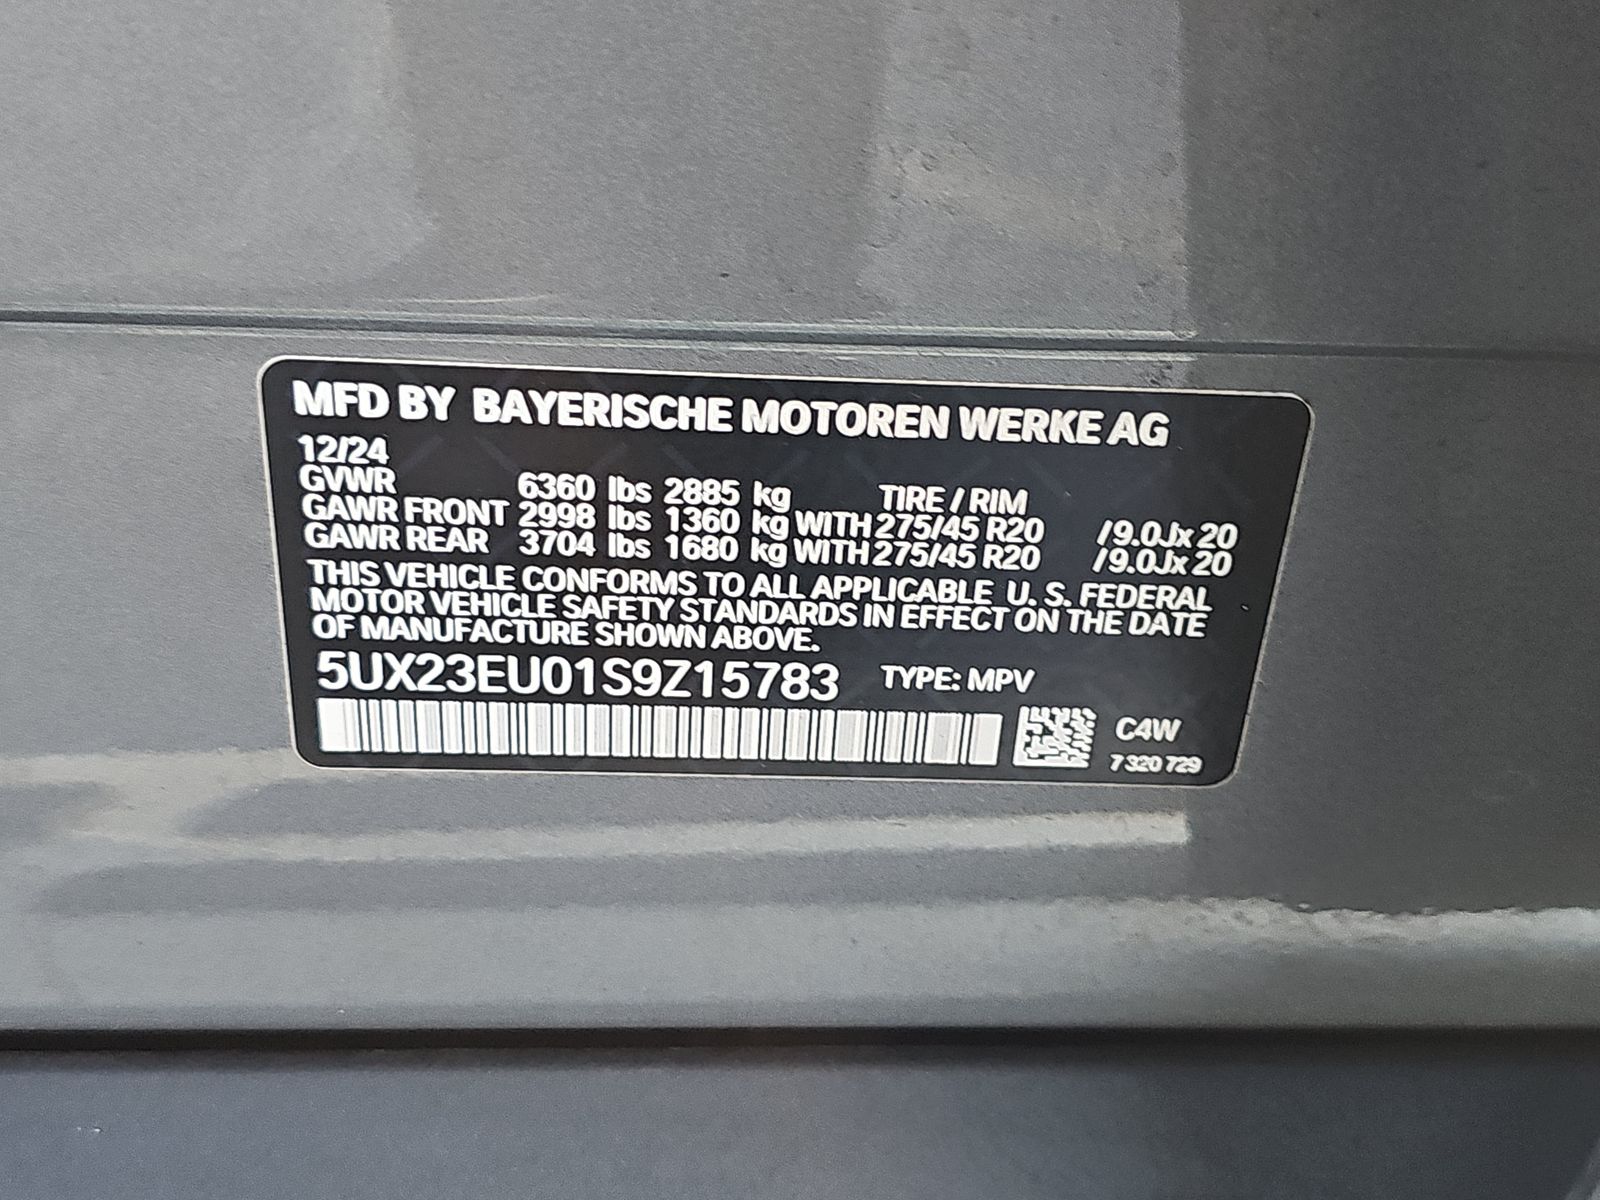 MFD BY BAYERISCHE MOTOREN WERKE AG
12/24
GVWR 6360 lbs 2885 kg TIRE / RIM
GAWR FRONT 2998 lbs 1360 kg WITH 275/45 R20 /9.0Jx 20
GAWR REAR 3704 lbs 1680 kg WITH 275/45 R20 /9.0Jx 20
THIS VEHICLE CONFORMS TO ALL APPLICABLE U. S. FEDERAL
MOTOR VEHICLE SAFETY STANDARDS IN EFFECT ON THE DATE
OF MANUFACTURE SHOWN ABOVE.
5UX23EU01S9Z15783 TYPE: MPV
C4W
7 320 729